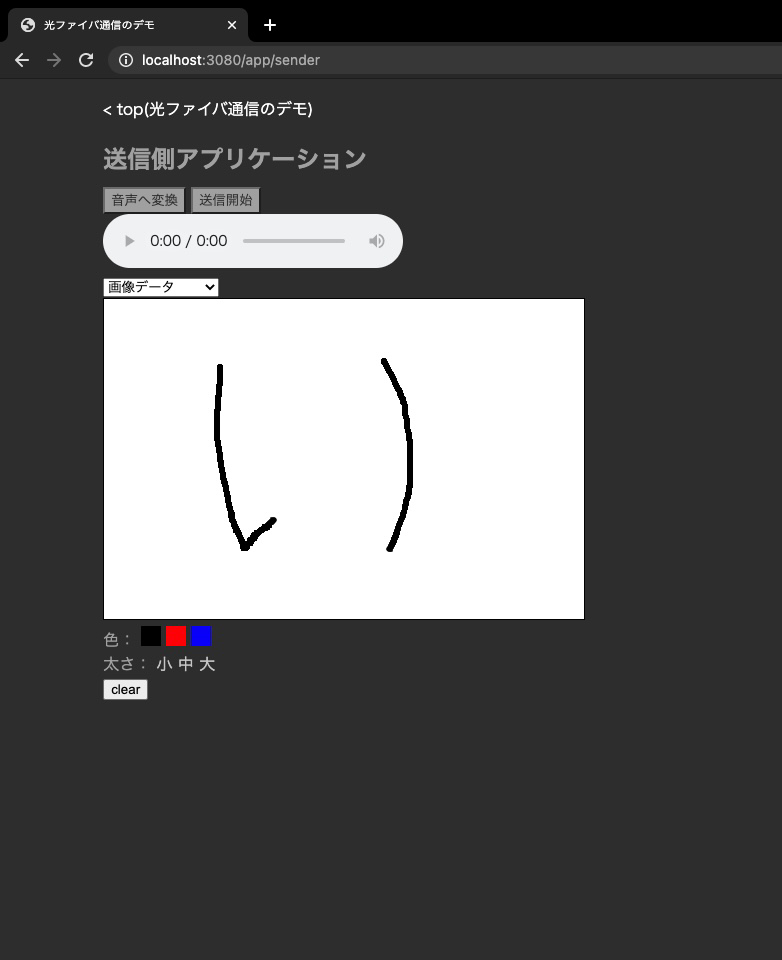 光ファイバ通信のデモ
localhost:3080/app/sender
< top(光ファイバ通信のデモ)
送信側アプリケーション
音声へ変換 送信開始
0:00 / 0:00
画像データ
い
色：
太さ： 小 中 大
clear